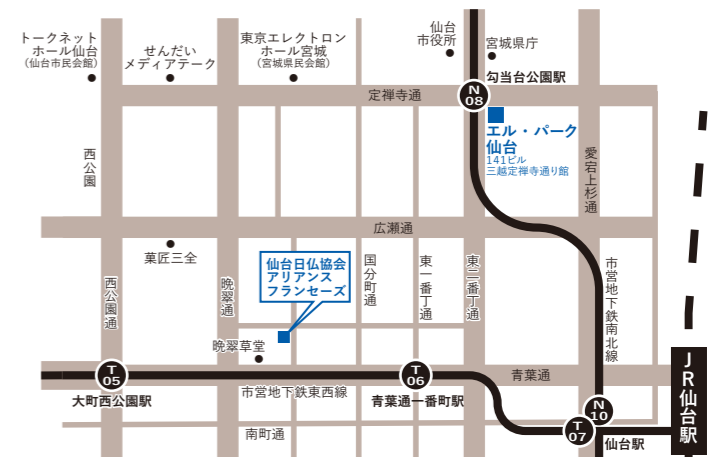 トークネット
ホール仙台
(仙台市民会館)
せんだい
メディアテーク
東京エレクトロン
ホール宮城
(宮城県民会館)
仙台
市役所
宮城県庁
勾当台公園駅
N
08
定禅寺通
エル・パーク
仙台
141ビル
三越定禅寺通り館
西公園
愛宕上杉通
広瀬通
菓匠三全
仙台日仏協会
アリアンス
フランセーズ
西公園通
晩翠通
国分町通
東一番丁通
東二番丁通
市営地下鉄南北線
晩翠草堂
T
05
T
06
青葉通
大町西公園駅
市営地下鉄東西線
青葉通一番町駅
N
10
T
07
南町通
仙台駅
JR仙台駅